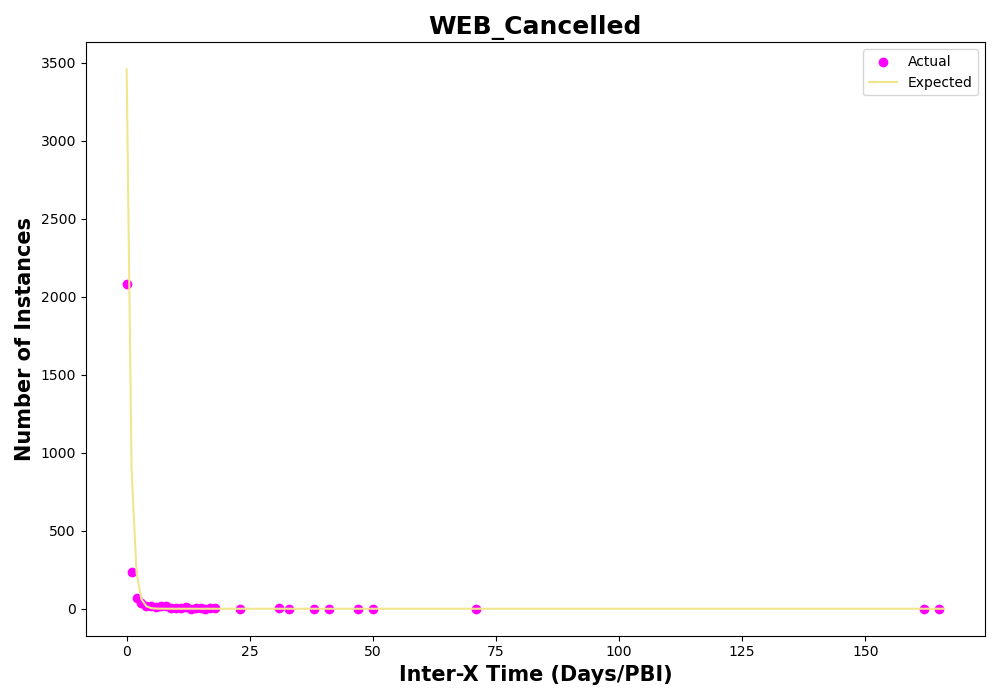 WEB_Cancelled
Actual
Expected
Number of Instances
3500
3000
2500
2000
1500
1000
500
0
0 25 50 75 100 125 150
Inter-X Time (Days/PBI)